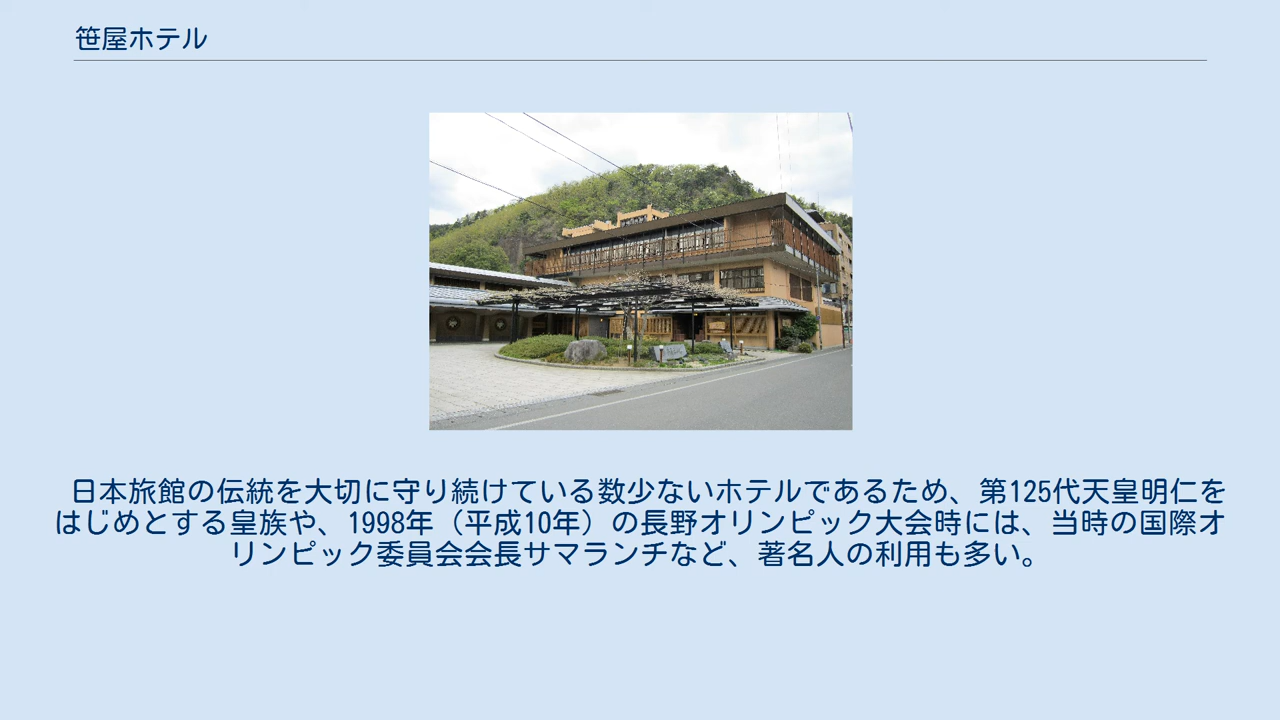 笹屋ホテル
日本旅館の伝統を大切に守り続けている数少ないホテルであるため、第125代天皇明仁を
はじめとする皇族や、1998年（平成10年）の長野オリンピック大会時には、当時の国際オ
リンピック委員会会長サマランチなど、著名人の利用も多い。